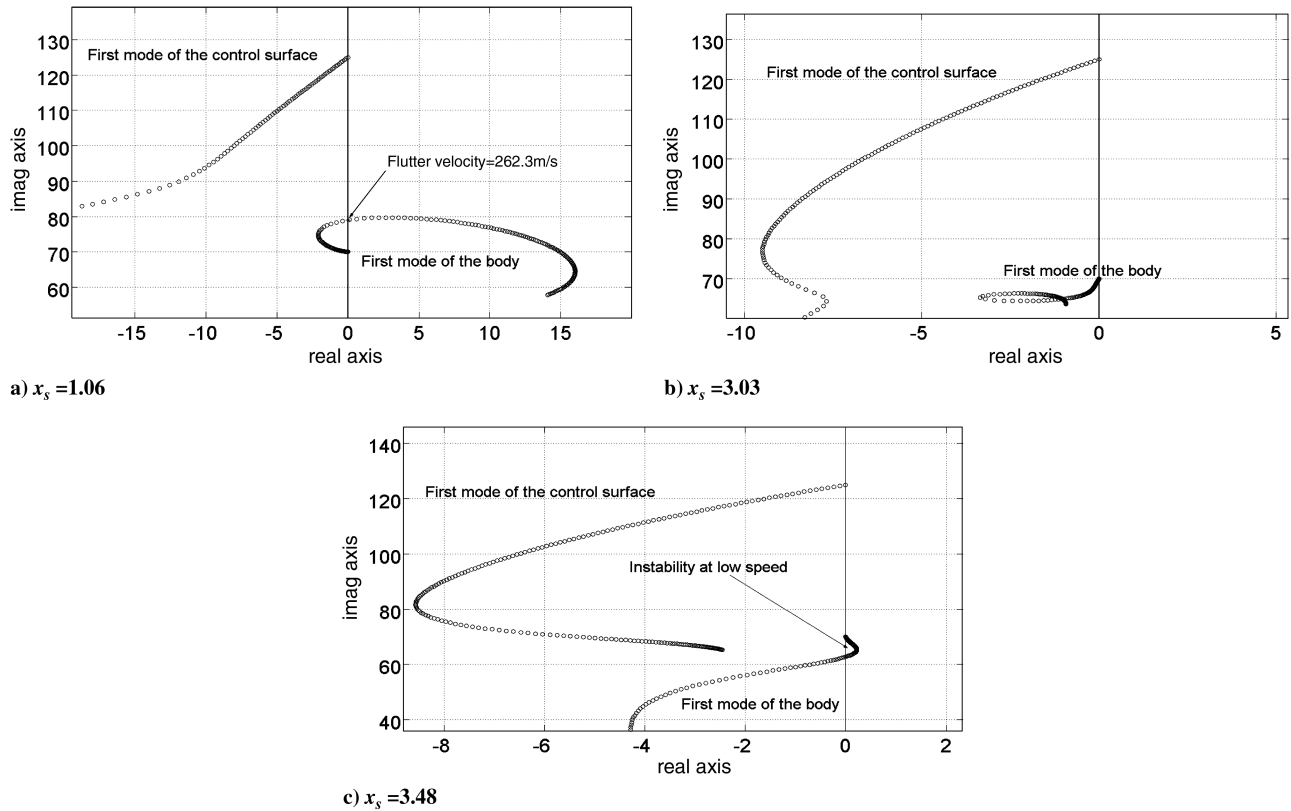 130
120
110
100
90
80
70
60
imag axis
First mode of the control surface
Flutter velocity=262.3m/s
First mode of the body
-15
-10
-5
0
5
10
15
real axis
a) xs =1.06
130
120
110
100
90
80
70
imag axis
First mode of the control surface
First mode of the body
-10
-5
0
5
real axis
b) xs =3.03
140
120
100
80
60
40
imag axis
First mode of the control surface
Instability at low speed
First mode of the body
-8
-6
-4
-2
0
2
real axis
c) xs =3.48